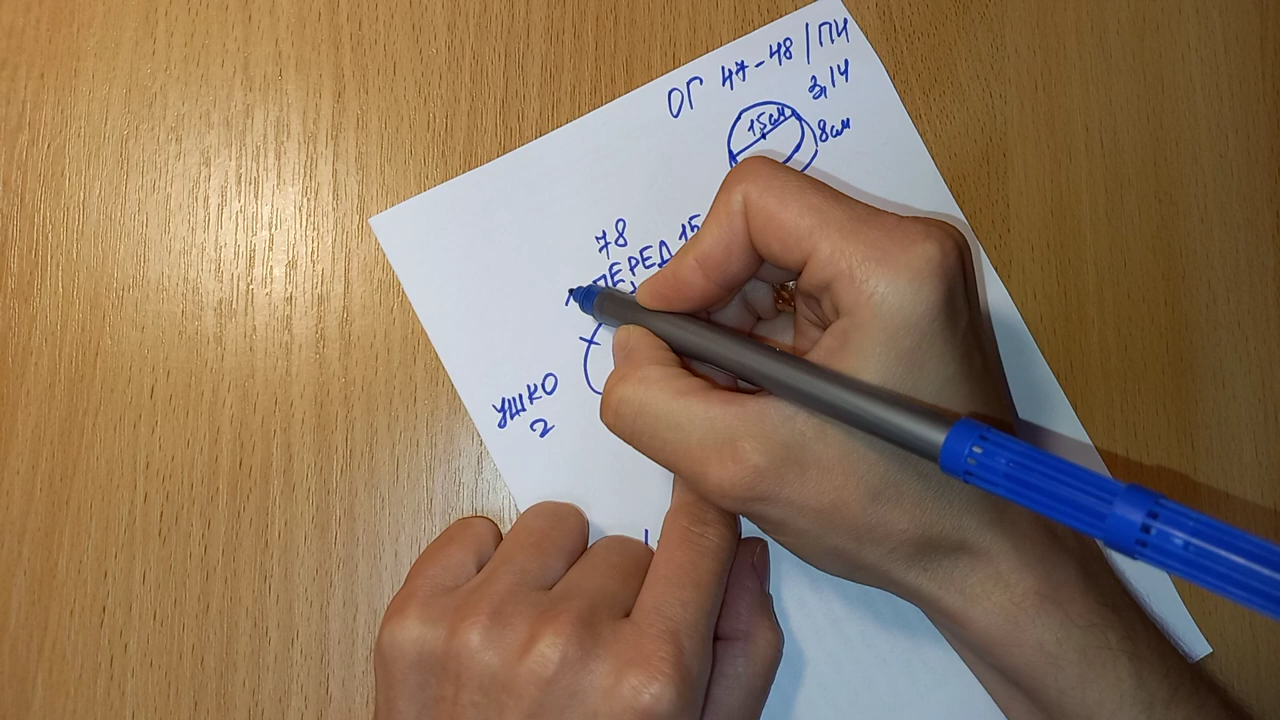 ОГ 47-48 / ПИ
3,14
15см
8см
78
ПЕРЕД 15
УШКО
2